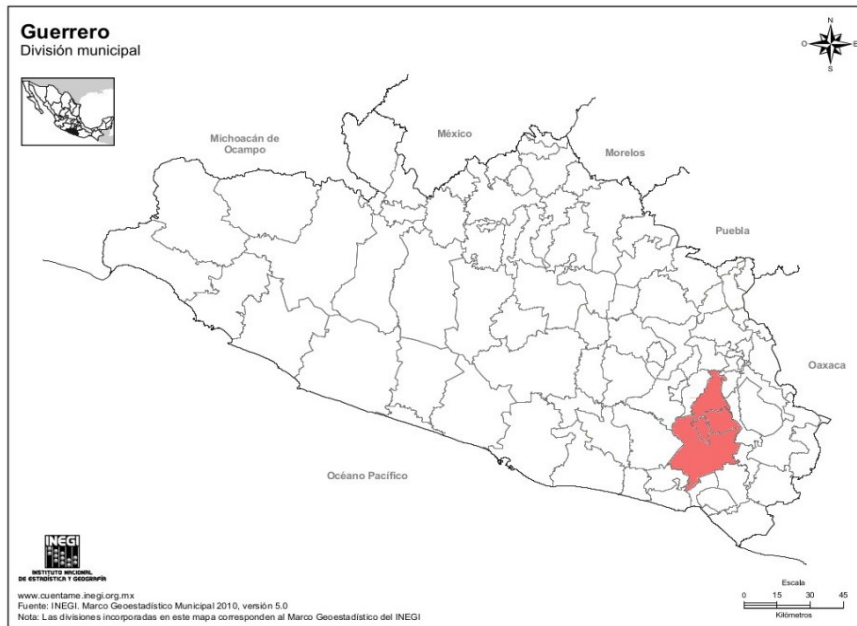 Guerrero
División municipal
N
O
E
S
Michoacán de
Ocampo
México
Morelos
Puebla
Oaxaca
Océano Pacífico
INEGI
INSTITUTO NACIONAL
DE ESTADÍSTICA Y GEOGRAFÍA
www.cuentame.inegi.org.mx
Fuente: INEGI. Marco Geoestadístico Municipal 2010, versión 5.0
Nota: Las divisiones incorporadas en este mapa corresponden al Marco Geoestadístico del INEGI
Escala
0 15 30 45
Kilómetros